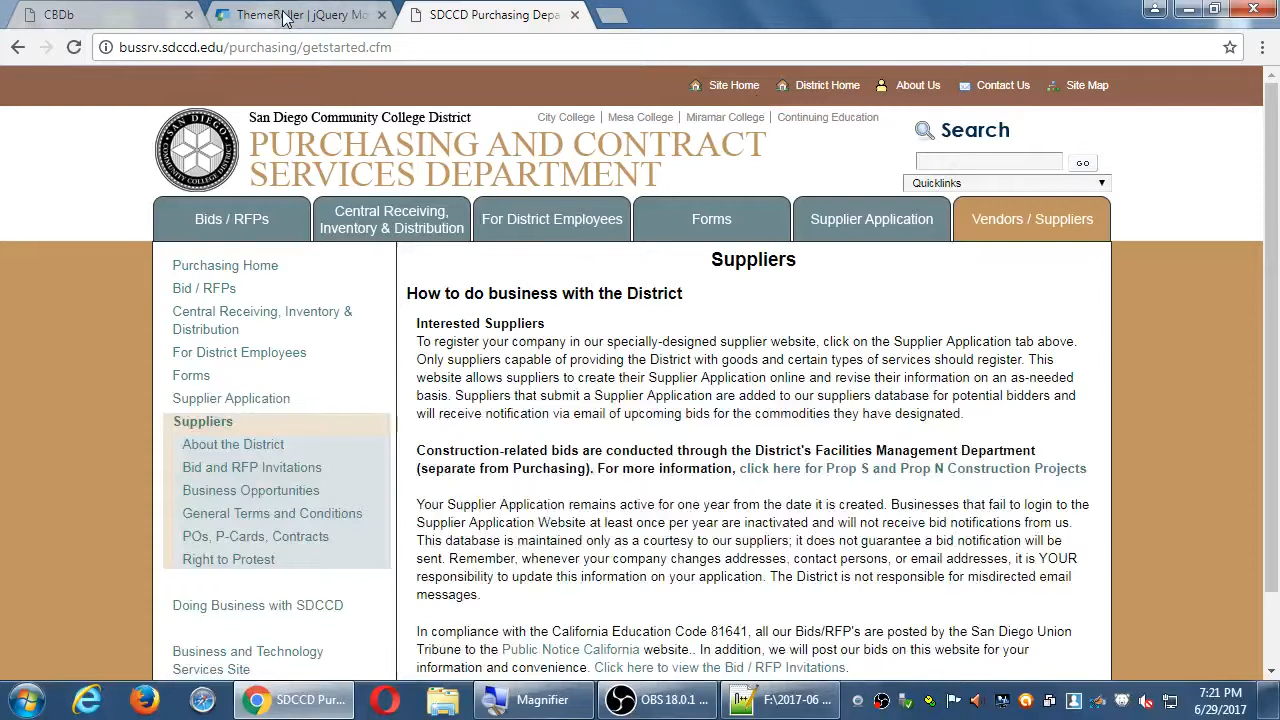 CBDb
ThemeRoller | jQuery Mo
SDCCD Purchasing Depa
bussrv.sdccd.edu/purchasing/getstarted.cfm
Site Home
District Home
About Us
Contact Us
Site Map
San Diego Community College District
City College
Mesa College
Miramar College
Continuing Education
PURCHASING AND CONTRACT
SERVICES DEPARTMENT
Search
GO
Quicklinks
Bids / RFPs
Central Receiving,
Inventory & Distribution
For District Employees
Forms
Supplier Application
Vendors / Suppliers
Purchasing Home
Bid / RFPs
Central Receiving, Inventory &
Distribution
For District Employees
Forms
Supplier Application
Suppliers
About the District
Bid and RFP Invitations
Business Opportunities
General Terms and Conditions
POs, P-Cards, Contracts
Right to Protest
Doing Business with SDCCD
Business and Technology
Services Site
Suppliers
How to do business with the District
Interested Suppliers
To register your company in our specially-designed supplier website, click on the Supplier Application tab above.
Only suppliers capable of providing the District with goods and certain types of services should register. This
website allows suppliers to create their Supplier Application online and revise their information on an as-needed
basis. Suppliers that submit a Supplier Application are added to our suppliers database for potential bidders and
will receive notification via email of upcoming bids for the commodities they have designated.
Construction-related bids are conducted through the District's Facilities Management Department
(separate from Purchasing). For more information, click here for Prop S and Prop N Construction Projects
Your Supplier Application remains active for one year from the date it is created. Businesses that fail to login to the
Supplier Application Website at least once per year are inactivated and will not receive bid notifications from us.
This database is maintained only as a courtesy to our suppliers; it does not guarantee a bid notification will be
sent. Remember, whenever your company changes addresses, contact persons, or email addresses, it is YOUR
responsibility to update this information on your application. The District is not responsible for misdirected email
messages.
In compliance with the California Education Code 81641, all our Bids/RFP's are posted by the San Diego Union
Tribune to the Public Notice California website.. In addition, we will post our bids on this website for your
information and convenience. Click here to view the Bid / RFP Invitations.
SDCCD Pur...
Magnifier
OBS 18.0.1 ...
F:\2017-06 ...
7:21 PM
6/29/2017